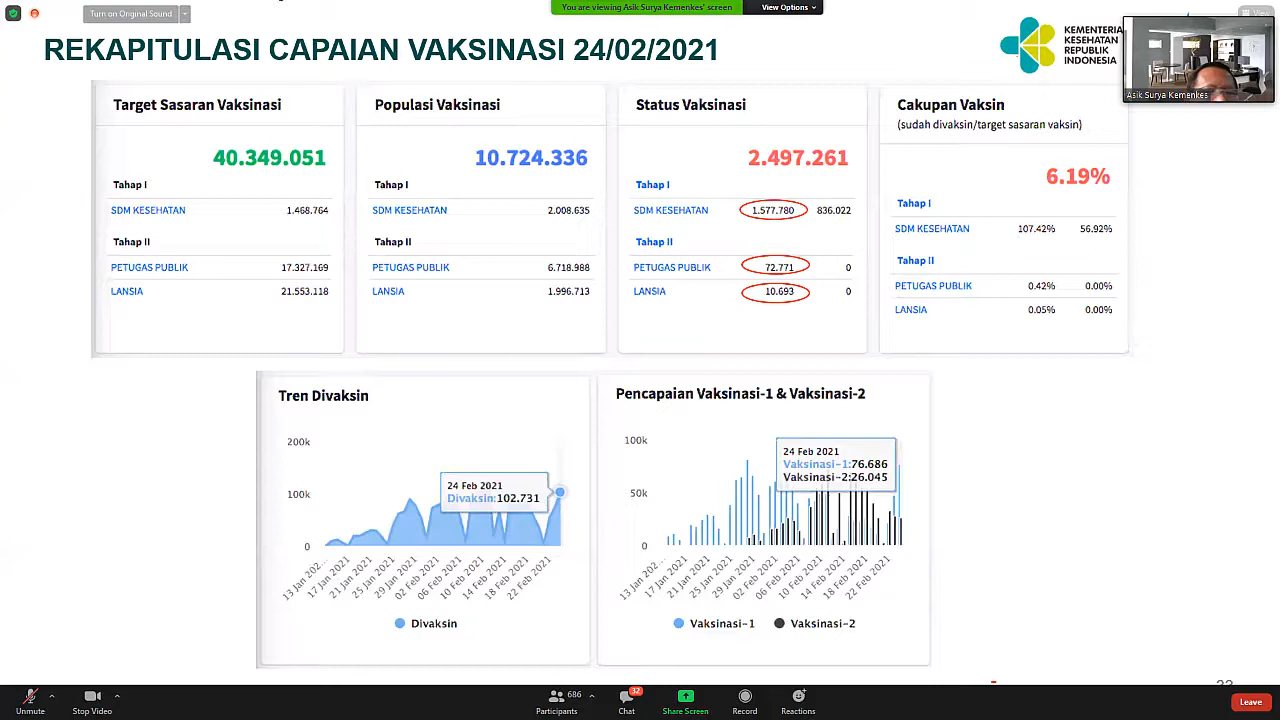 Turn on Original Sound
You are viewing Asik Surya Kemenkes' screen
View Options
View
REKAPITULASI CAPAIAN VAKSINASI 24/02/2021
KEMENTERIA
KESEHATAN
REPUBLIK
INDONESIA
Asik Surya Kemenkes
Target Sasaran Vaksinasi
40.349.051
Tahap I
SDM KESEHATAN 1.468.764
Tahap II
PETUGAS PUBLIK 17.327.169
LANSIA 21.553.118
Populasi Vaksinasi
10.724.336
Tahap I
SDM KESEHATAN 2.008.635
Tahap II
PETUGAS PUBLIK 6.718.988
LANSIA 1.996.713
Status Vaksinasi
2.497.261
Tahap I
SDM KESEHATAN 1.577.780 836.022
Tahap II
PETUGAS PUBLIK 72.771 0
LANSIA 10.693 0
Cakupan Vaksin
(sudah divaksin/target sasaran vaksin)
6.19%
Tahap I
SDM KESEHATAN 107.42% 56.92%
Tahap II
PETUGAS PUBLIK 0.42% 0.00%
LANSIA 0.05% 0.00%
Tren Divaksin
200k
100k
0
24 Feb 2021
Divaksin:102.731
13 Jan 202...
17 Jan 2021
21 Jan 2021
25 Jan 2021
29 Jan 2021
02 Feb 2021
06 Feb 2021
10 Feb 2021
14 Feb 2021
18 Feb 2021
22 Feb 2021
Divaksin
Pencapaian Vaksinasi-1 & Vaksinasi-2
100k
50k
0
24 Feb 2021
Vaksinasi-1:76.686
Vaksinasi-2:26.045
13 Jan 202...
17 Jan 2021
21 Jan 2021
25 Jan 2021
29 Jan 2021
02 Feb 2021
06 Feb 2021
10 Feb 2021
14 Feb 2021
18 Feb 2021
22 Feb 2021
Vaksinasi-1 Vaksinasi-2
Unmute
Stop Video
686
Participants
32
Chat
Share Screen
Record
Reactions
Leave